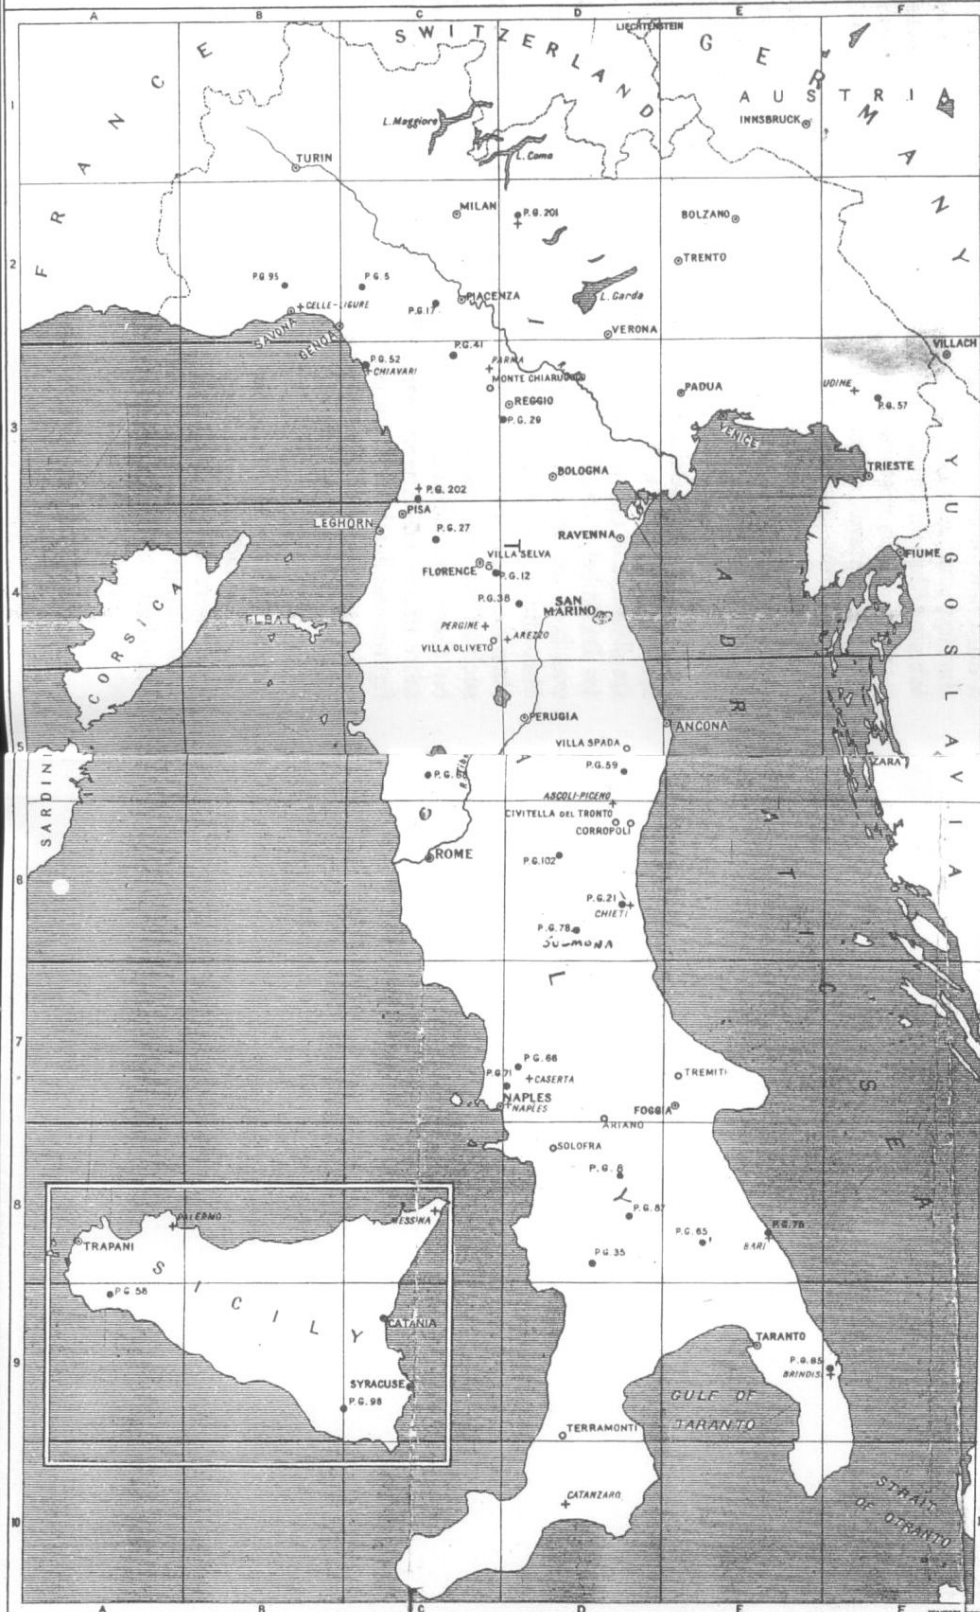 A B C D E F
SWITZERLAND
LIECHTENSTEIN
GERMANY
FRANCE
AUSTRIA
INNSBRUCK
1
L. Maggiore
L. Como
TURIN
MILAN
P.G. 201
BOLZANO
TRENTO
2
P.G. 95
P.G. 5
CELLE-LIGURE
SAVONA
GENOA
P.G. 17
PIACENZA
L. Garda
VERONA
VILLACH
P.G. 41
P.G. 52
CHIAVARI
PARMA
MONTE CHIARUGOLO
REGGIO
P.G. 29
PADUA
UDINE
P.G. 57
VENICE
TRIESTE
3
BOLOGNA
P.G. 202
PISA
LEGHORN
P.G. 27
RAVENNA
FIUME
YUGOSLAVIA
VILLA SELVA
FLORENCE
P.G. 12
P.G. 38
SAN MARINO
4
CORSICA
ELBA
PERGINE
AREZZO
VILLA OLIVETO
PERUGIA
ANCONA
ADRIATIC SEA
ITALY
5
VILLA SPADA
P.G. 59
ZARA
SARDINI
ASCOLI-PICENO
CIVITELLA DEL TRONTO
CORROPOLI
ROME
P.G. 102
6
P.G. 21
CHIETI
P.G. 78
SULMONA
7
P.G. 66
P.G. 71
CASERTA
NAPLES
NAPLES
TREMITI
FOGGIA
ARIANO
SOLOFRA
P.G. 8
8
P.G. 87
P.G. 65
BARI
P.G. 35
PALERMO
MESSINA
TRAPANI
P.G. 58
SICILY
CATANIA
SYRACUSE
P.G. 98
9
TARANTO
P.G. 85
BRINDISI
GULF OF
TARANTO
TERRAMONTI
CATANZARO
STRAIT
OF OTRANTO
10
A B C D E F